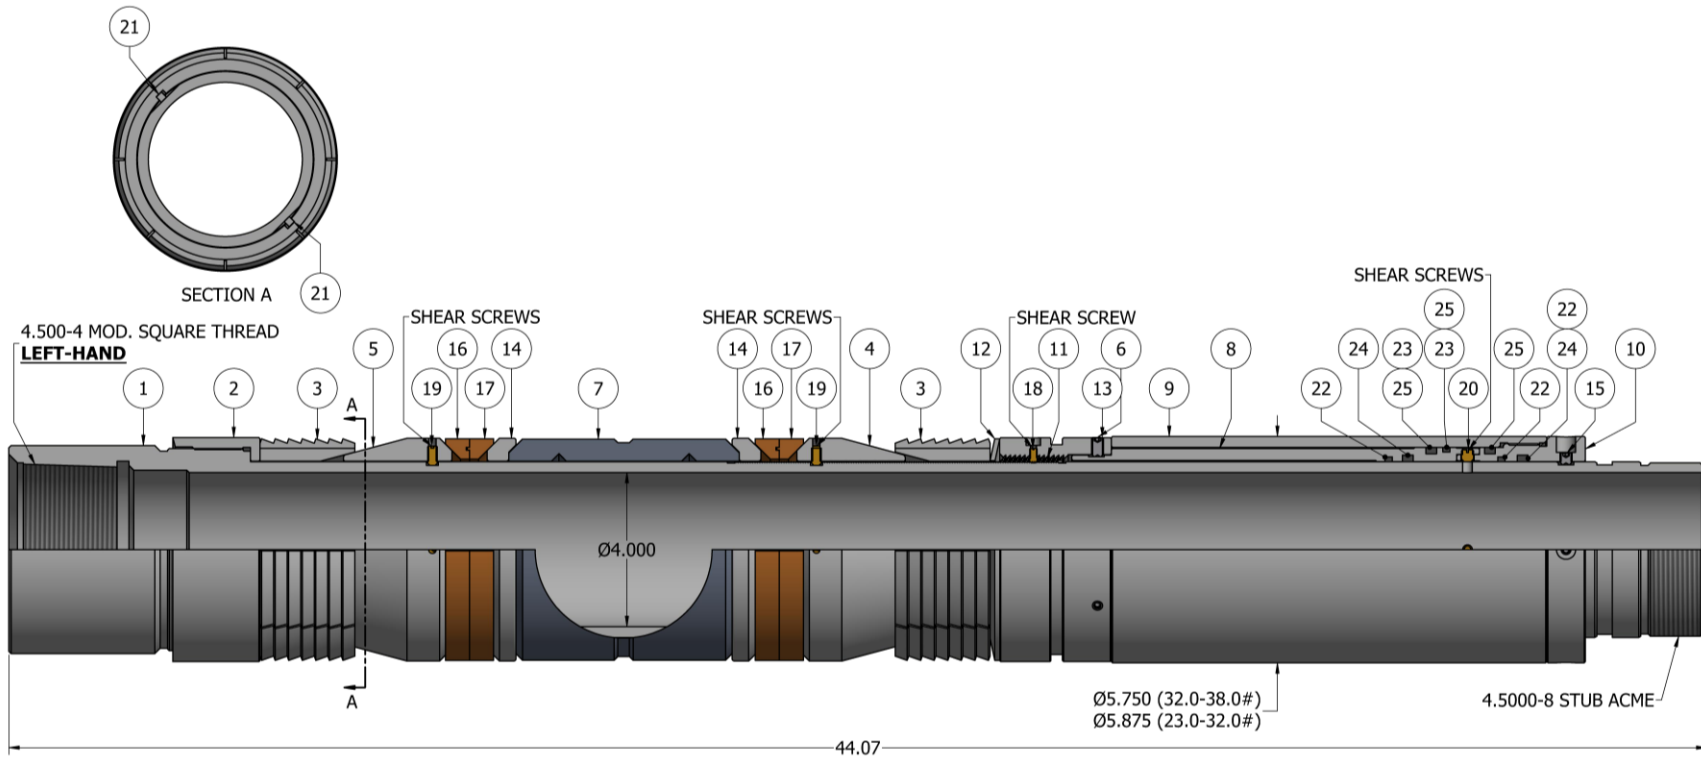 21
SECTION A
21
4.500-4 MOD. SQUARE THREAD
LEFT-HAND
SHEAR SCREWS
SHEAR SCREWS
SHEAR SCREW
SHEAR SCREWS
25
22
5
16
14
14
17
4
12
11
6
8
24
23
23
25
24
10
1
2
3
19
17
7
16
19
3
18
13
9
22
25
20
22
15
A
Ø4.000
A
Ø5.750 (32.0-38.0#)
Ø5.875 (23.0-32.0#)
4.5000-8 STUB ACME
44.07